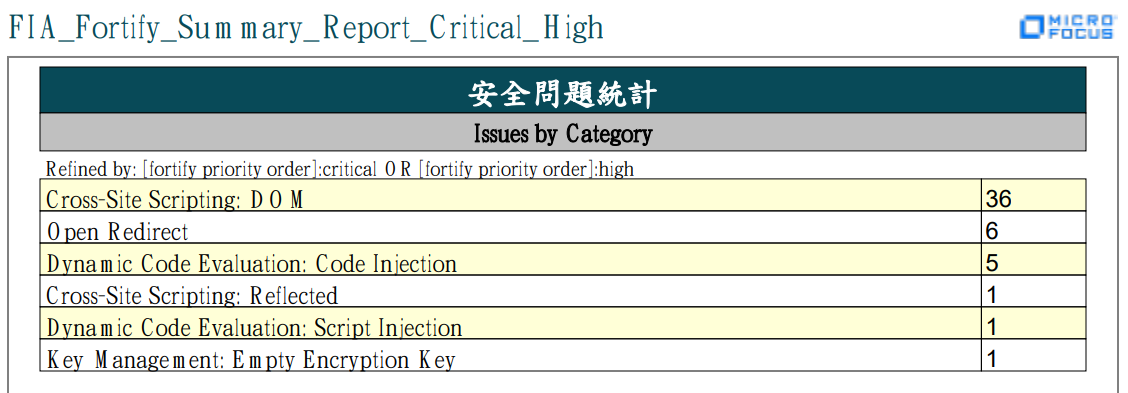 FIA_Fortify_Summary_Report_Critical_High
MICRO
FOCUS
安全問題統計
Issues by Category
Refined by: [fortify priority order]:critical OR [fortify priority order]:high
Cross-Site Scripting: DOM 36
Open Redirect 6
Dynamic Code Evaluation: Code Injection 5
Cross-Site Scripting: Reflected 1
Dynamic Code Evaluation: Script Injection 1
Key Management: Empty Encryption Key 1